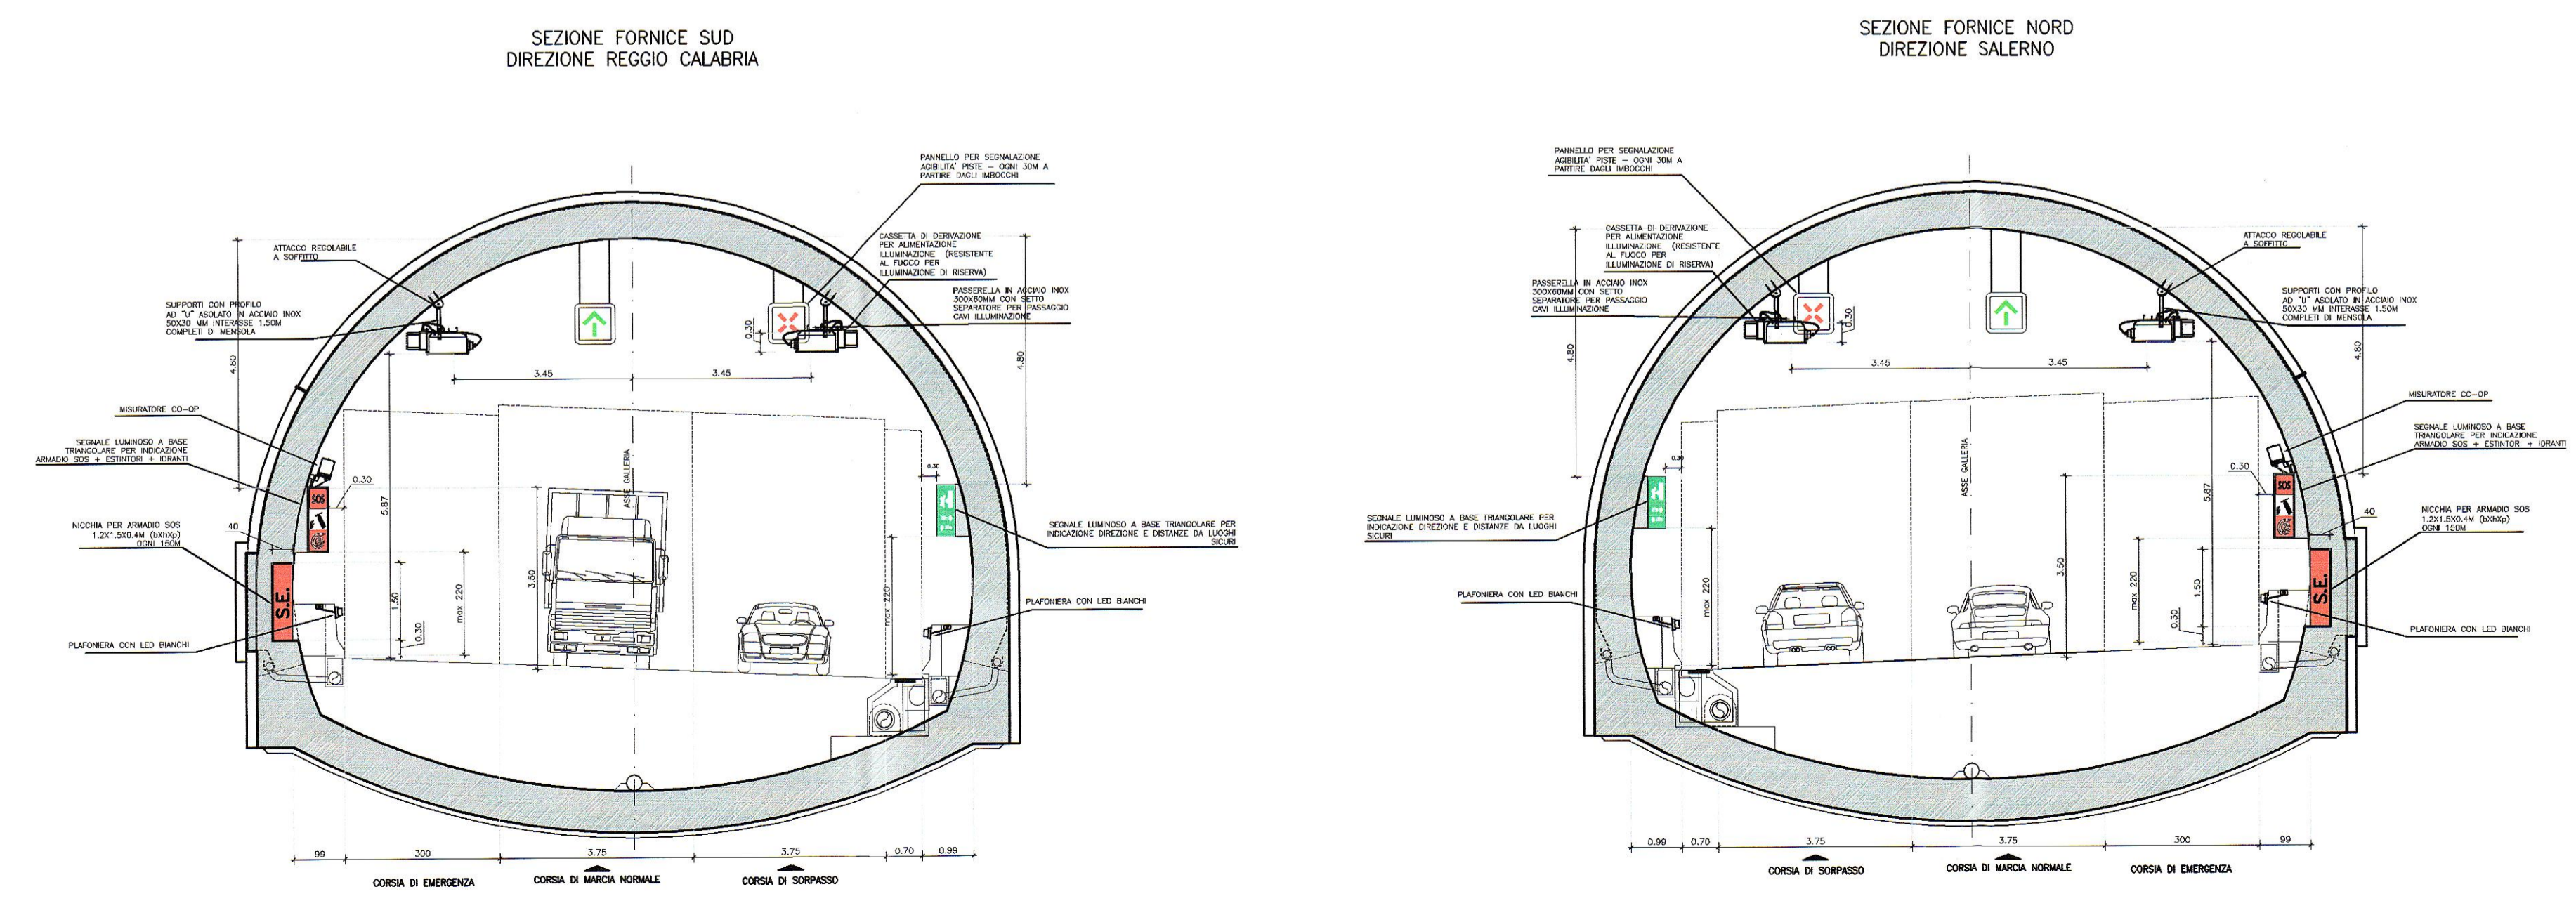 SEZIONE FORNICE SUD
DIREZIONE REGGIO CALABRIA
PANNELLO PER SEGNALAZIONE
AGIBILITA' PISTE – OGNI 30M A
PARTIRE DAGLI IMBOCCHI
CASSETTA DI DERIVAZIONE
PER ALIMENTAZIONE
ILLUMINAZIONE (RESISTENTE
AL FUOCO PER
ILLUMINAZIONE DI RISERVA)
ATTACCO REGOLABILE
A SOFFITTO
PASSERELLA IN ACCIAIO INOX
300X60MM CON SETTO
SEPARATORE PER PASSAGGIO
CAVI ILLUMINAZIONE
SUPPORTI CON PROFILO
AD "U" ASOLATO IN ACCIAIO INOX
50X30 MM INTERASSE 1.50M
COMPLETI DI MENSOLA
0.30
4.80
4.80
3.45
3.45
MISURATORE CO-OP
SEGNALE LUMINOSO A BASE
TRIANGOLARE PER INDICAZIONE
ARMADIO SOS + ESTINTORI + IDRANTI
ASSE GALLERIA
0.30
0.30
SOS
5.87
NICCHIA PER ARMADIO SOS
1.2X1.5X0.4M (bXhXp)
OGNI 150M
40
SEGNALE LUMINOSO A BASE TRIANGOLARE PER
INDICAZIONE DIREZIONE E DISTANZE DA LUOGHI
SICURI
3.50
S.E.
1.50
max 220
max 220
0.30
PLAFONIERA CON LED BIANCHI
PLAFONIERA CON LED BIANCHI
99
300
3.75
3.75
0.70
0.99
CORSIA DI EMERGENZA
CORSIA DI MARCIA NORMALE
CORSIA DI SORPASSO
SEZIONE FORNICE NORD
DIREZIONE SALERNO
PANNELLO PER SEGNALAZIONE
AGIBILITA' PISTE – OGNI 30M A
PARTIRE DAGLI IMBOCCHI
CASSETTA DI DERIVAZIONE
PER ALIMENTAZIONE
ILLUMINAZIONE (RESISTENTE
AL FUOCO PER
ILLUMINAZIONE DI RISERVA)
ATTACCO REGOLABILE
A SOFFITTO
PASSERELLA IN ACCIAIO INOX
300X60MM CON SETTO
SEPARATORE PER PASSAGGIO
CAVI ILLUMINAZIONE
SUPPORTI CON PROFILO
AD "U" ASOLATO IN ACCIAIO INOX
50X30 MM INTERASSE 1.50M
COMPLETI DI MENSOLA
0.30
4.80
4.80
3.45
3.45
MISURATORE CO-OP
SEGNALE LUMINOSO A BASE
TRIANGOLARE PER INDICAZIONE
ARMADIO SOS + ESTINTORI + IDRANTI
ASSE GALLERIA
0.30
0.30
SOS
5.87
NICCHIA PER ARMADIO SOS
1.2X1.5X0.4M (bXhXp)
OGNI 150M
40
SEGNALE LUMINOSO A BASE TRIANGOLARE PER
INDICAZIONE DIREZIONE E DISTANZE DA LUOGHI
SICURI
3.50
S.E.
1.50
max 220
max 220
0.30
PLAFONIERA CON LED BIANCHI
PLAFONIERA CON LED BIANCHI
0.99
0.70
3.75
3.75
300
99
CORSIA DI SORPASSO
CORSIA DI MARCIA NORMALE
CORSIA DI EMERGENZA